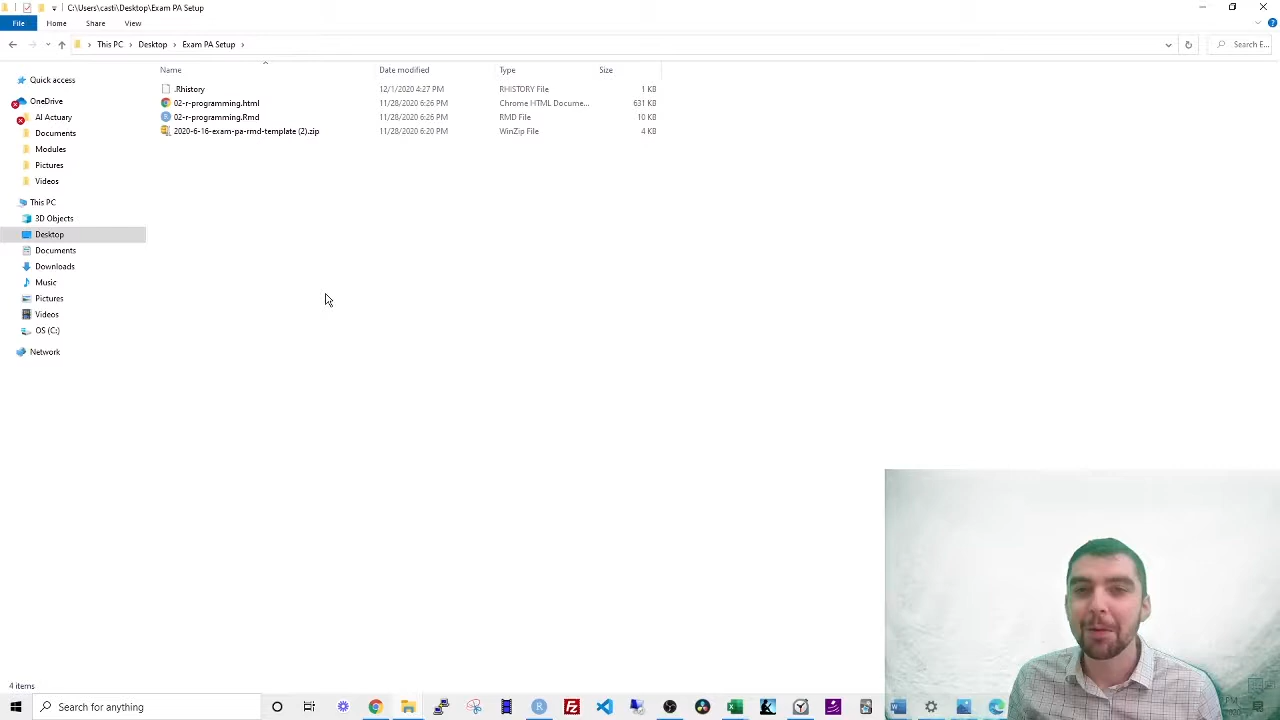 C:\Users\casti\Desktop\Exam PA Setup
File Home Share View
This PC Desktop Exam PA Setup Search E...
Name Date modified Type Size
Quick access
OneDrive
AI Actuary
Documents
Modules
Pictures
Videos
This PC
3D Objects
Desktop
Documents
Downloads
Music
Pictures
Videos
OS (C:)
Network
.Rhistory 12/1/2020 4:27 PM RHISTORY File 1 KB
02-r-programming.html 11/28/2020 6:26 PM Chrome HTML Docume... 631 KB
02-r-programming.Rmd 11/28/2020 6:26 PM RMD File 10 KB
2020-6-16-exam-pa-rmd-template (2).zip 11/28/2020 6:20 PM WinZip File 4 KB
4 items
Search for anything